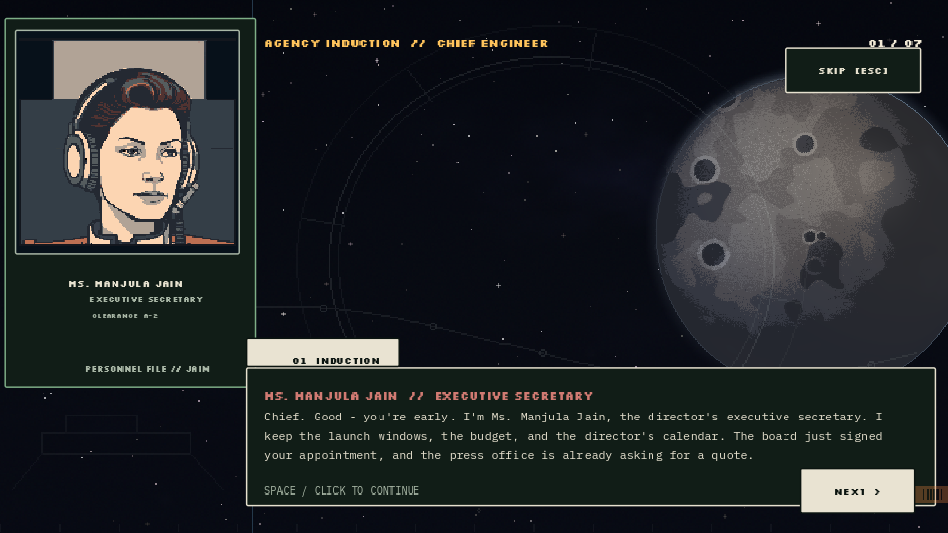 AGENCY INDUCTION // CHIEF ENGINEER
01 / 07
SKIP [ESC]
MS. MANJULA JAIN
EXECUTIVE SECRETARY
CLEARANCE A-2
PERSONNEL FILE // JAIN
01 INDUCTION
MS. MANJULA JAIN // EXECUTIVE SECRETARY
Chief. Good - you're early. I'm Ms. Manjula Jain, the director's executive secretary. I
keep the launch windows, the budget, and the director's calendar. The board just signed
your appointment, and the press office is already asking for a quote.
SPACE / CLICK TO CONTINUE
NEXT >